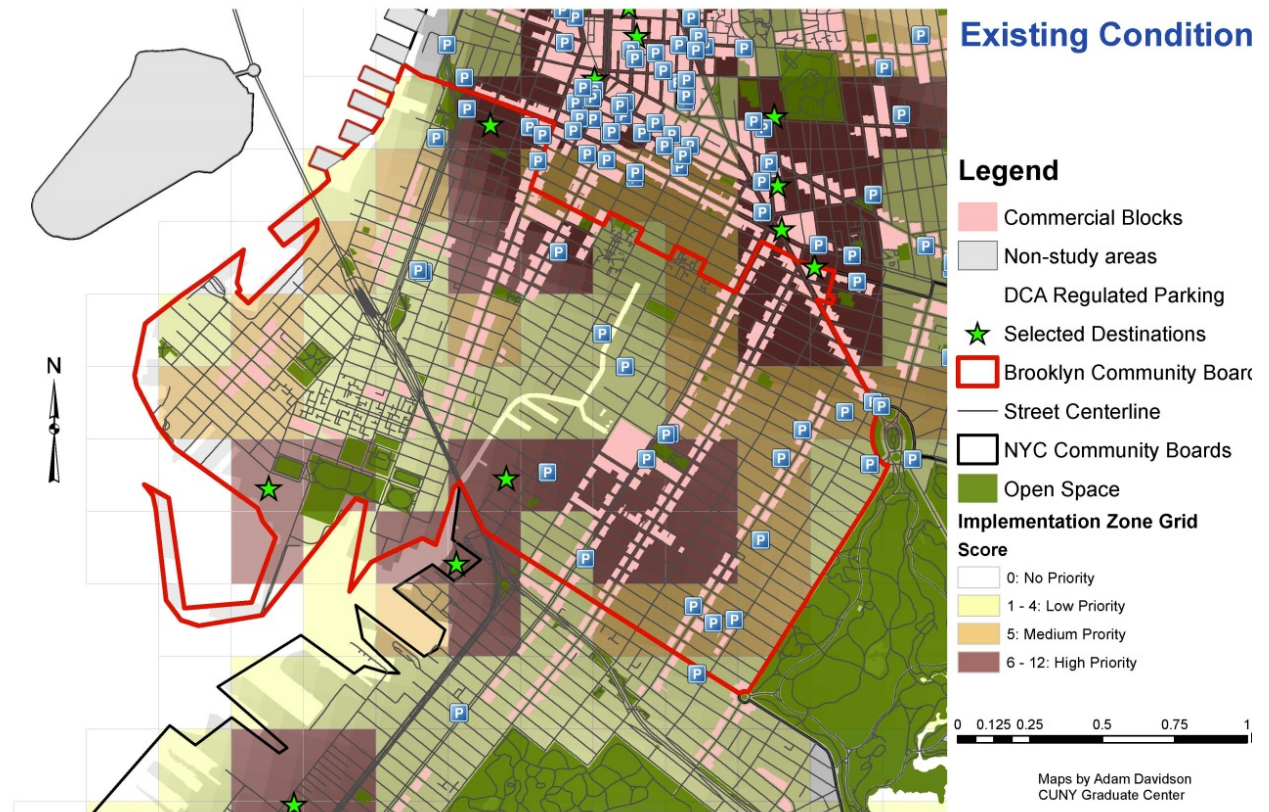 Existing Condition
Legend
Commercial Blocks
Non-study areas
DCA Regulated Parking
Selected Destinations
Brooklyn Community Boar
Street Centerline
NYC Community Boards
Open Space
Implementation Zone Grid
Score
0: No Priority
1 - 4: Low Priority
5: Medium Prority
6 - 12: High Priority
0 0.125 0.25 0.5 0.75 1
Maps by Adam Davidson
CUNY Graduate Center
N